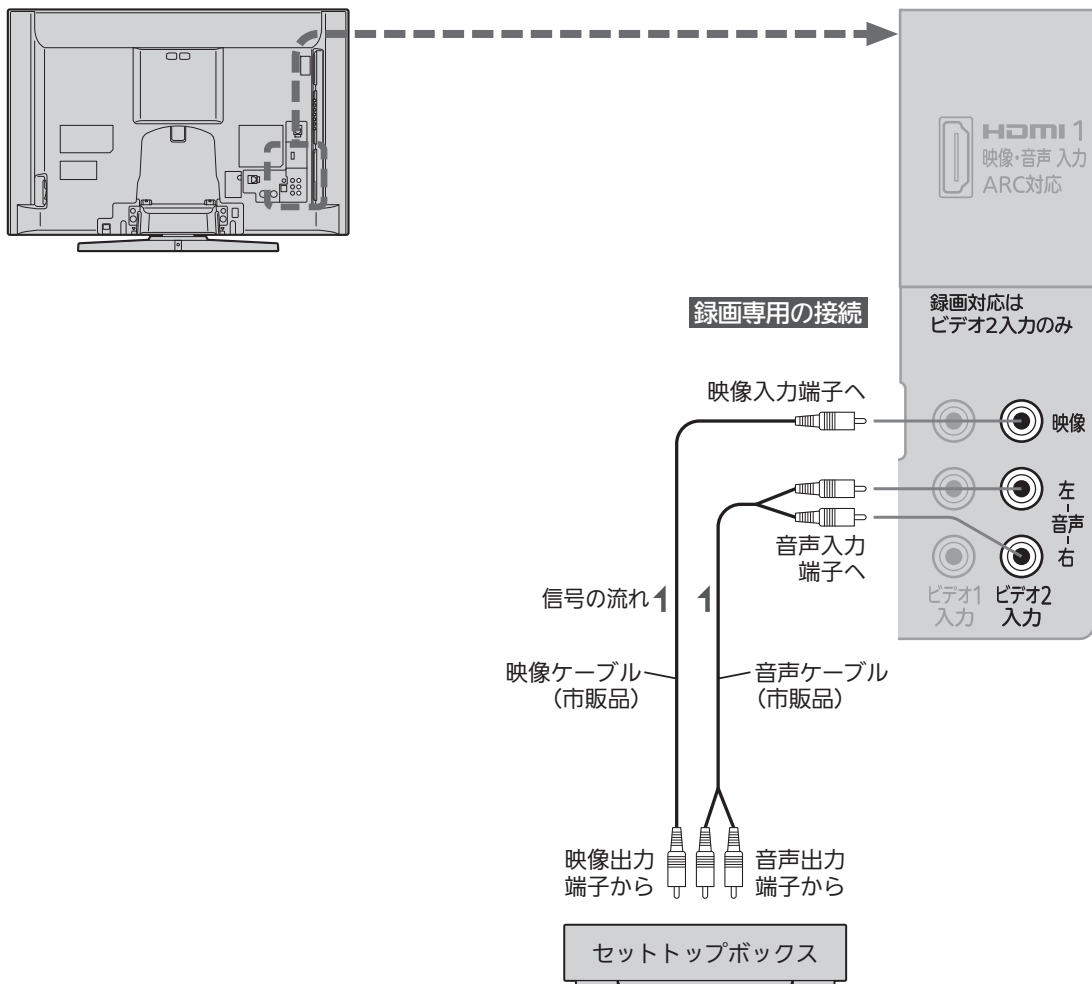 HDMI 1
映像・音声 入力
ARC対応
録画専用の接続
録画対応は
ビデオ2入力のみ
映像入力端子へ
映像
左
音声
右
音声入力
端子へ
ビデオ1
入力
ビデオ2
入力
信号の流れ
映像ケーブル
（市販品）
音声ケーブル
（市販品）
映像出力
端子から
音声出力
端子から
セットトップボックス